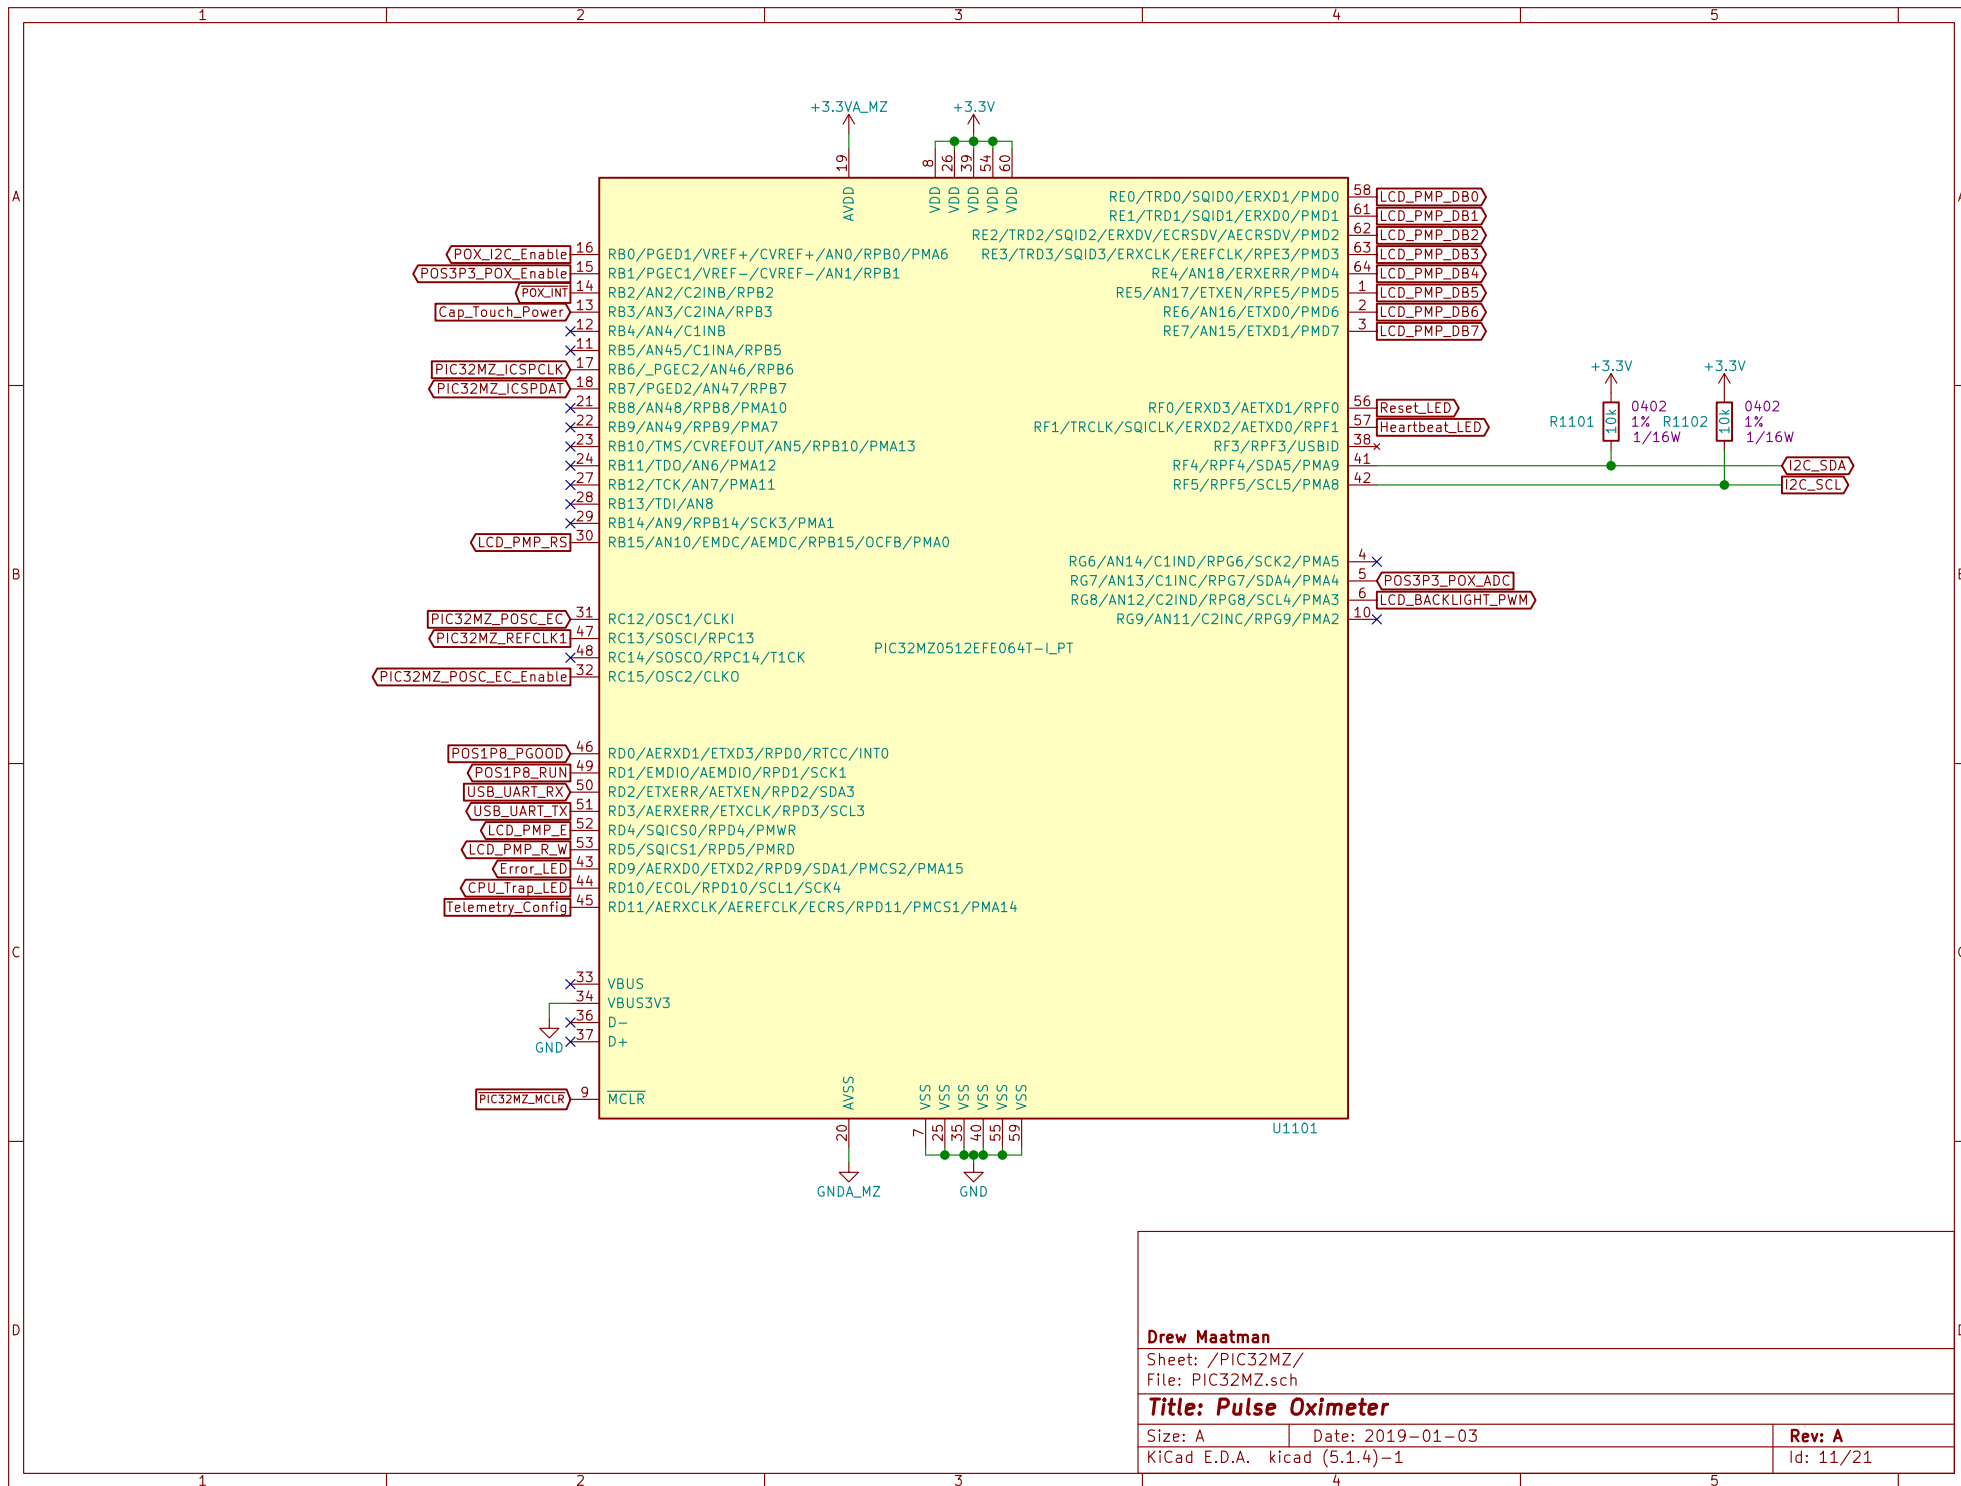 1 2 3 4 5
+3.3VA_MZ +3.3V
19 8 26 39 54 60
AVDD VDD VDD VDD VDD VDD
A
RE0/TRD0/SQID0/ERXD1/PMD0 58 LCD_PMP_DB0
RE1/TRD1/SQID1/ERXD0/PMD1 61 LCD_PMP_DB1
RE2/TRD2/SQID2/ERXDV/ECRSDV/AECRSDV/PMD2 62 LCD_PMP_DB2
POX_I2C_Enable 16 RB0/PGED1/VREF+/CVREF+/AN0/RPB0/PMA6 RE3/TRD3/SQID3/ERXCLK/EREFCLK/RPE3/PMD3 63 LCD_PMP_DB3
POS3P3_POX_Enable 15 RB1/PGEC1/VREF-/CVREF-/AN1/RPB1 RE4/AN18/ERXERR/PMD4 64 LCD_PMP_DB4
POX_INT 14 RB2/AN2/C2INB/RPB2 RE5/AN17/ETXEN/RPE5/PMD5 1 LCD_PMP_DB5
Cap_Touch_Power 13 RB3/AN3/C2INA/RPB3 RE6/AN16/ETXD0/PMD6 2 LCD_PMP_DB6
12 RB4/AN4/C1INB RE7/AN15/ETXD1/PMD7 3 LCD_PMP_DB7
11 RB5/AN45/C1INA/RPB5
PIC32MZ_ICSPCLK 17 RB6/_PGEC2/AN46/RPB6 +3.3V +3.3V
PIC32MZ_ICSPDAT 18 RB7/PGED2/AN47/RPB7
21 RB8/AN48/RPB8/PMA10 RF0/ERXD3/AETXD1/RPF0 56 Reset_LED 0402 0402
R1101 10k 1% R1102 10k 1%
22 RB9/AN49/RPB9/PMA7 RF1/TRCLK/SQICLK/ERXD2/AETXD0/RPF1 57 Heartbeat_LED
1/16W 1/16W
23 RB10/TMS/CVREFOUT/AN5/RPB10/PMA13 RF3/RPF3/USBID 38
24 RB11/TDO/AN6/PMA12 RF4/RPF4/SDA5/PMA9 41 I2C_SDA
27 RB12/TCK/AN7/PMA11 RF5/RPF5/SCL5/PMA8 42 I2C_SCL
28 RB13/TDI/AN8
29 RB14/AN9/RPB14/SCK3/PMA1
LCD_PMP_RS 30 RB15/AN10/EMDC/AEMDC/RPB15/OCFB/PMA0
RG6/AN14/C1IND/RPG6/SCK2/PMA5 4
B
RG7/AN13/C1INC/RPG7/SDA4/PMA4 5 POS3P3_POX_ADC
RG8/AN12/C2IND/RPG8/SCL4/PMA3 6 LCD_BACKLIGHT_PWM
PIC32MZ_POSC_EC 31 RC12/OSC1/CLKI RG9/AN11/C2INC/RPG9/PMA2 10
PIC32MZ_REFCLK1 47 RC13/SOSCI/RPC13
PIC32MZ0512EFE064T-I_PT
48 RC14/SOSCO/RPC14/T1CK
PIC32MZ_POSC_EC_Enable 32 RC15/OSC2/CLKO
POS1P8_PGOOD 46 RD0/AERXD1/ETXD3/RPD0/RTCC/INT0
POS1P8_RUN 49 RD1/EMDIO/AEMDIO/RPD1/SCK1
USB_UART_RX 50 RD2/ETXERR/AETXEN/RPD2/SDA3
USB_UART_TX 51 RD3/AERXERR/ETXCLK/RPD3/SCL3
LCD_PMP_E 52 RD4/SQICS0/RPD4/PMWR
LCD_PMP_R_W 53 RD5/SQICS1/RPD5/PMRD
Error_LED 43 RD9/AERXD0/ETXD2/RPD9/SDA1/PMCS2/PMA15
CPU_Trap_LED 44 RD10/ECOL/RPD10/SCL1/SCK4
Telemetry_Config 45 RD11/AERXCLK/AEREFCLK/ECRS/RPD11/PMCS1/PMA14
C
33 VBUS
34 VBUS3V3
36 D-
37 D+
GND
PIC32MZ_MCLR 9 MCLR
AVSS VSS VSS VSS VSS VSS VSS
20 7 25 35 40 55 59
U1101
GNDA_MZ GND
D
Drew Maatman
Sheet: /PIC32MZ/
File: PIC32MZ.sch
Title: Pulse Oximeter
Size: A Date: 2019-01-03 Rev: A
KiCad E.D.A. kicad (5.1.4)-1 Id: 11/21
1 2 3 4 5